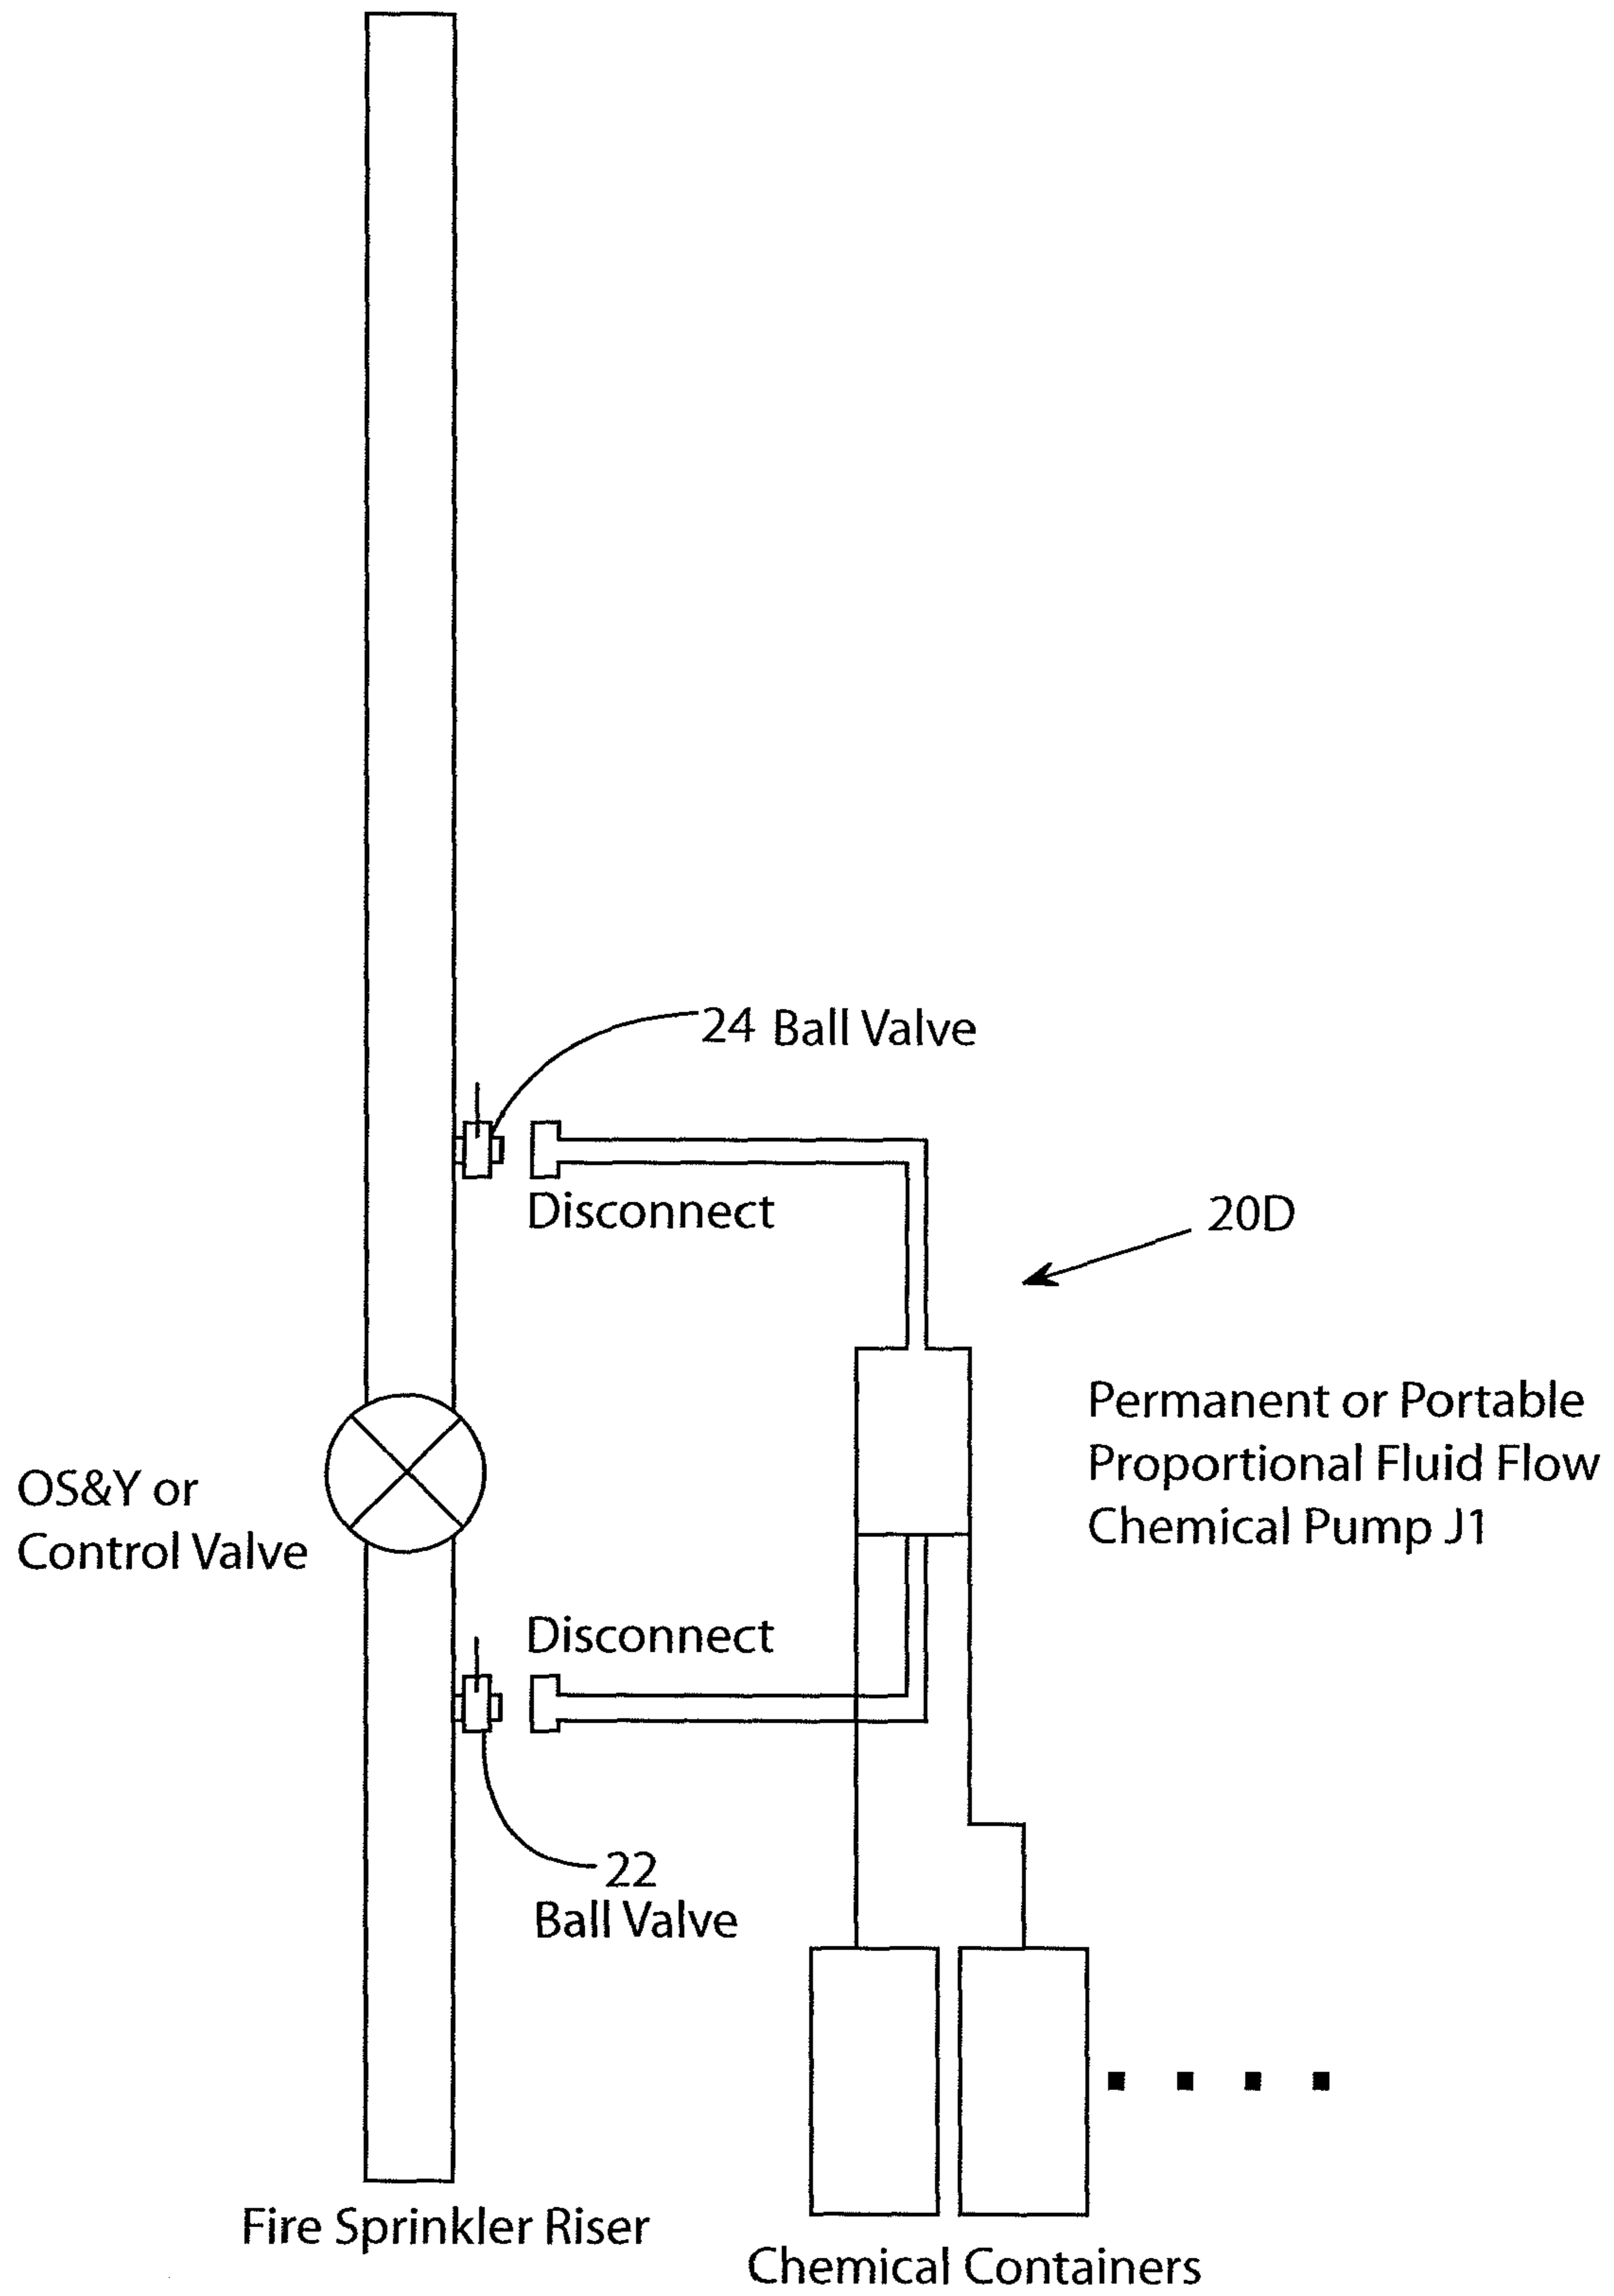 24 Ball Valve
Disconnect
20D
Permanent or Portable
Proportional Fluid Flow
Chemical Pump J1
OS&Y or
Control Valve
Disconnect
22
Ball Valve
Fire Sprinkler Riser
Chemical Containers